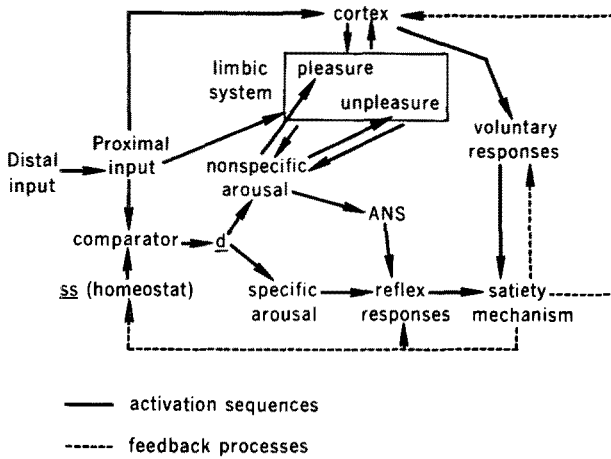 cortex
limbic
system
pleasure
unpleasure
Distal
input
Proximal
input
voluntary
responses
nonspecific
arousal
ANS
comparator
d
ss (homeostat)
specific
arousal
reflex
responses
satiety
mechanism
activation sequences
feedback processes